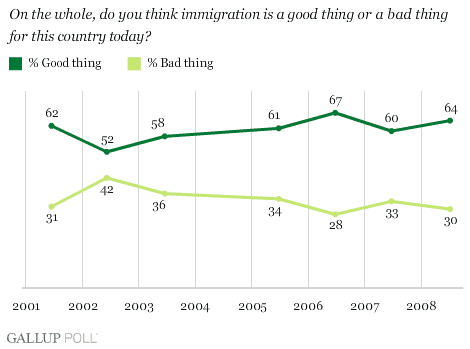 On the whole, do you think immigration is a good thing or a bad thing
for this country today?
% Good thing % Bad thing
62 52 58 61 67 60 64
31 42 36 34 28 33 30
2001 2002 2003 2004 2005 2006 2007 2008
GALLUP POLL